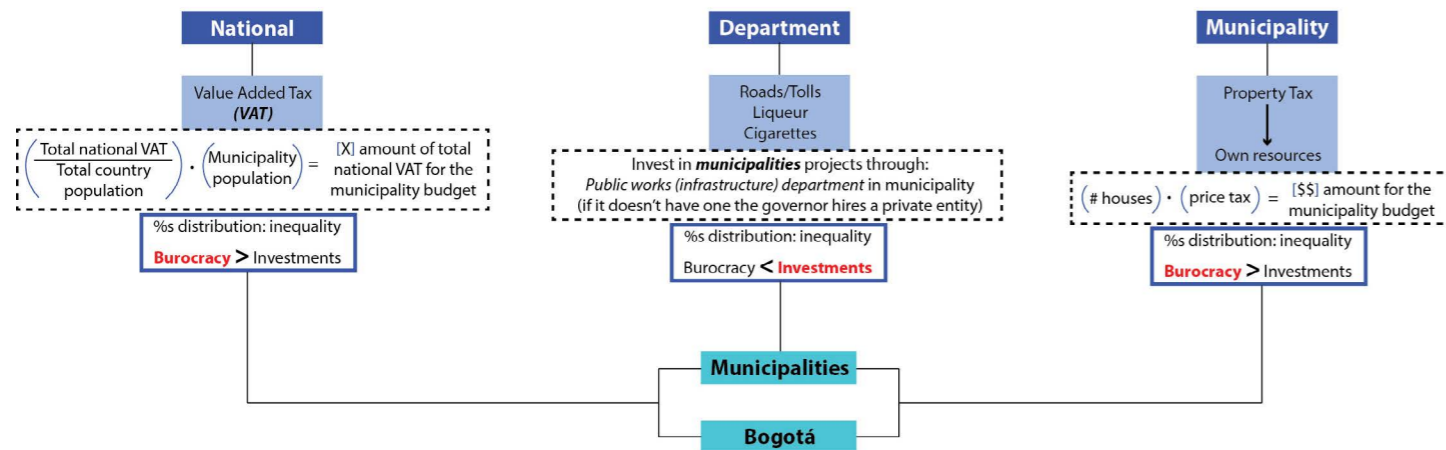 National
Value Added Tax
(VAT)
(Total national VAT
Total country
population) · (Municipality
population) = [X] amount of total
national VAT for the
municipality budget
%s distribution: inequality
Burocracy > Investments
Department
Roads/Tolls
Liqueur
Cigarettes
Invest in municipalities projects through:
Public works (infrastructure) department in municipality
(if it doesn't have one the governor hires a private entity)
%s distribution: inequality
Burocracy < Investments
Municipality
Property Tax
Own resources
(# houses) · (price tax) = [$$] amount for the
municipality budget
%s distribution: inequality
Burocracy > Investments
Municipalities
Bogotá